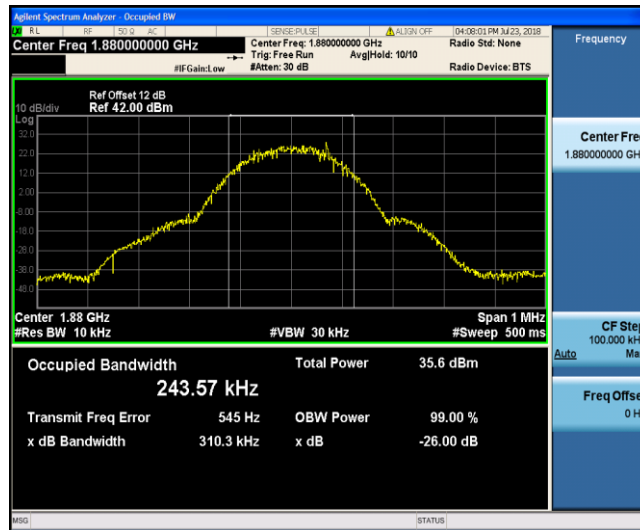 Agilent Spectrum Analyzer - Occupied BW
RL RF 50 Ω AC SENSE:PULSE ALIGN OFF 04:08:01 PM Jul 23, 2018
Center Freq 1.880000000 GHz
Center Freq: 1.880000000 GHz
Radio Std: None
Trig: Free Run Avg|Hold: 10/10
#IFGain:Low #Atten: 30 dB Radio Device: BTS
Frequency
Ref Offset 12 dB
10 dB/div Ref 42.00 dBm
Log
32.0
22.0
12.0
2.00
-8.00
-18.0
-28.0
-38.0
-48.0
Center 1.88 GHz Span 1 MHz
#Res BW 10 kHz #VBW 30 kHz #Sweep 500 ms
Occupied Bandwidth Total Power 35.6 dBm
243.57 kHz
Transmit Freq Error 545 Hz OBW Power 99.00 %
x dB Bandwidth 310.3 kHz x dB -26.00 dB
Center Fre
1.880000000 GH
CF Ste
100.000 kH
Auto Ma
Freq Offse
0 H
MSG STATUS